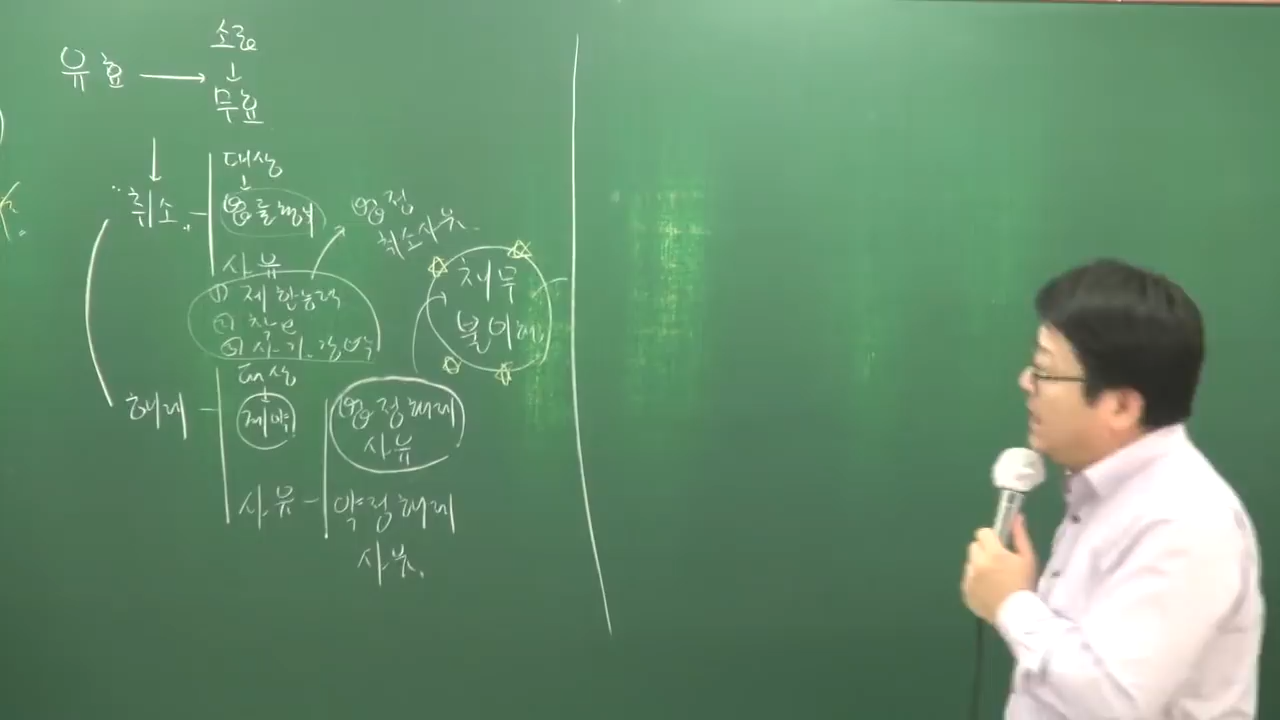 소급
유효 → 무효
대상
취소
법률행위
법정
취소사유.
사유
① 제한능력
② 착오
③ 사기.강박
채무
불이행
대상
해제
계약
법정해제
사유
사유 - 약정해제
사유.